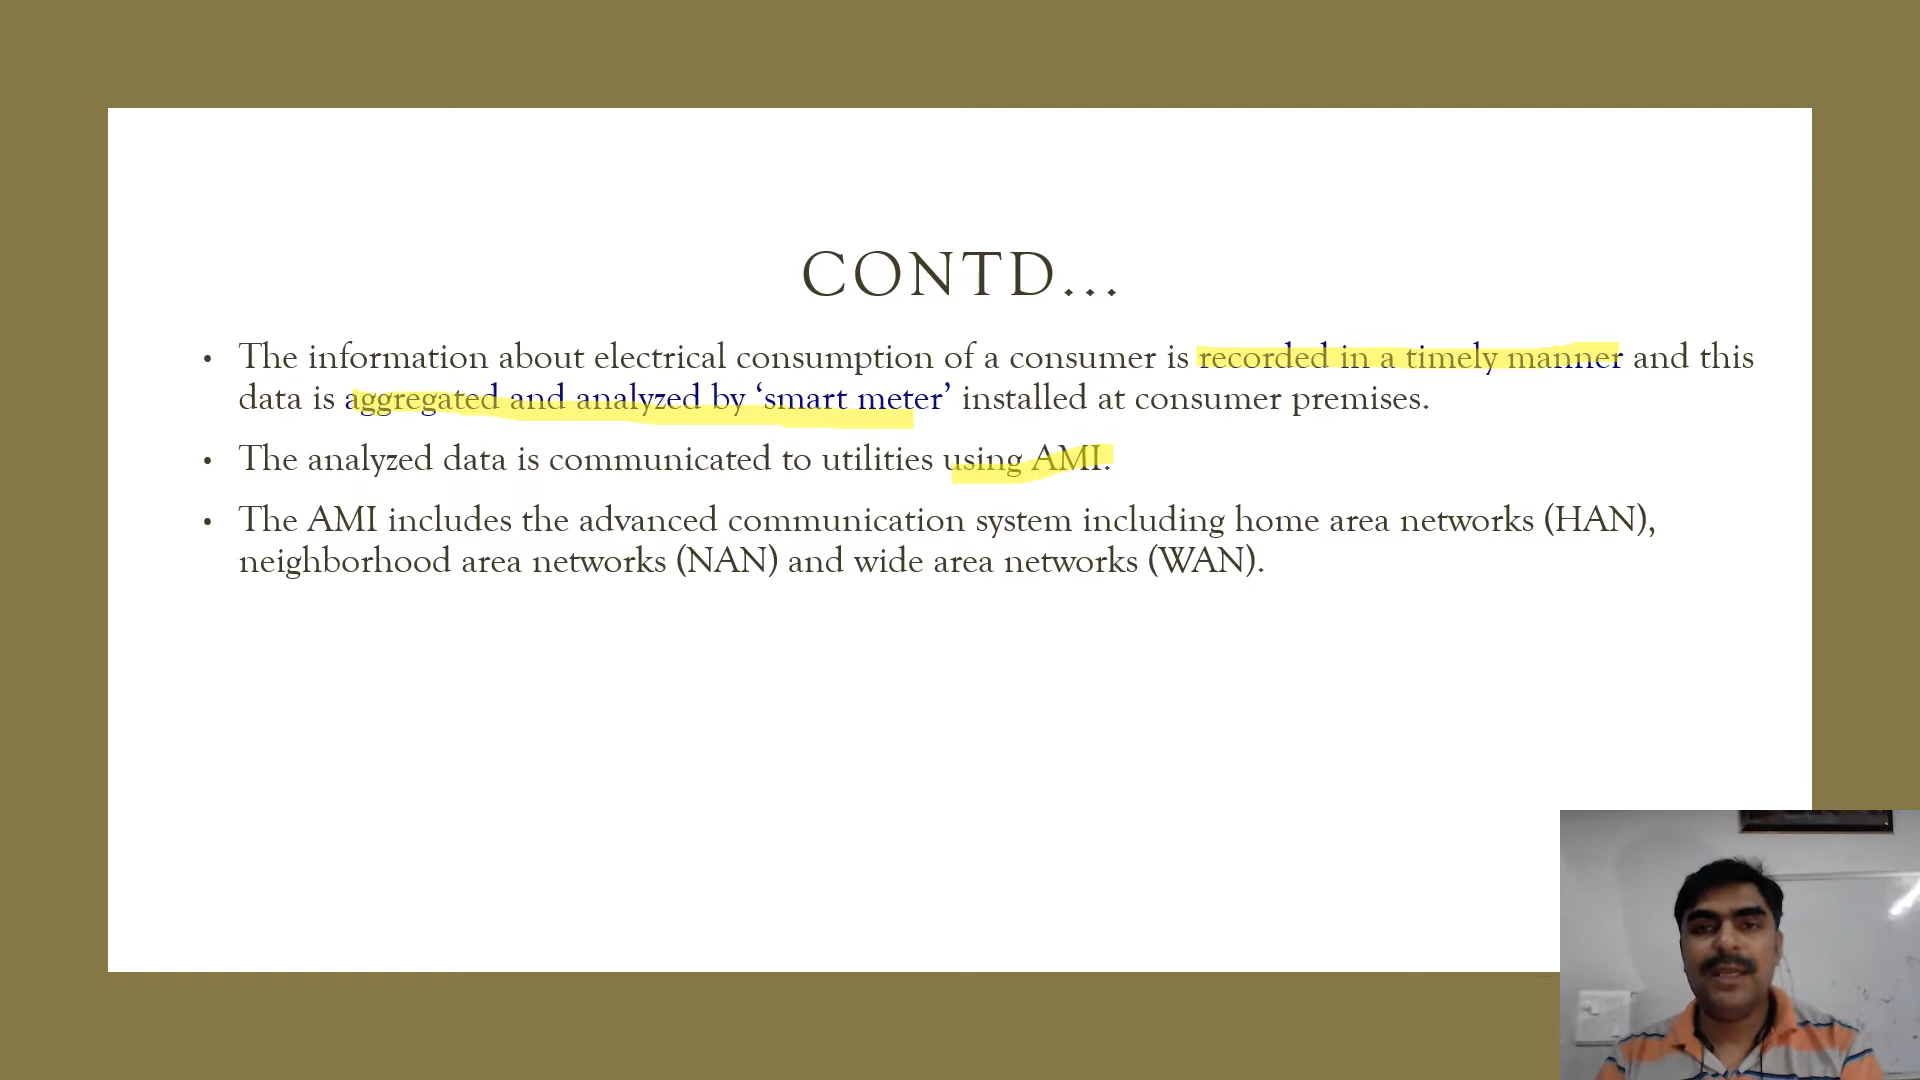 CONTD...
• The information about electrical consumption of a consumer is recorded in a timely manner and this
data is aggregated and analyzed by ‘smart meter’ installed at consumer premises.
• The analyzed data is communicated to utilities using AMI.
• The AMI includes the advanced communication system including home area networks (HAN),
neighborhood area networks (NAN) and wide area networks (WAN).